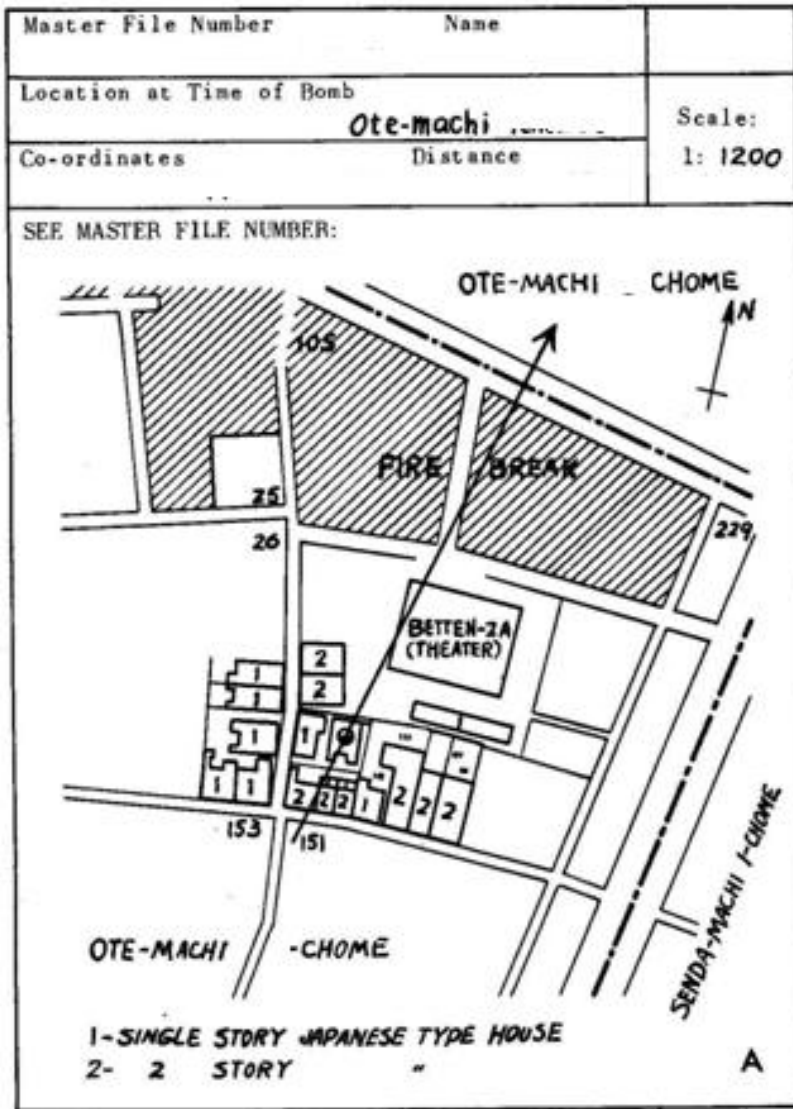 Master File Number Name
Location at Time of Bomb
Ote-machi
Scale:
1: 1200
Co-ordinates Distance
SEE MASTER FILE NUMBER:
OTE-MACHI CHOME
N
105
FIRE BREAK
25
229
26
BETTEN-ZA
(THEATER)
2
1
2
1
1
1
1 1
2 2 2 1 2 2 2
153
151
OTE-MACHI -CHOME
SENDA-MACHI 1-CHOME
1-SINGLE STORY JAPANESE TYPE HOUSE
2- 2 STORY "
A